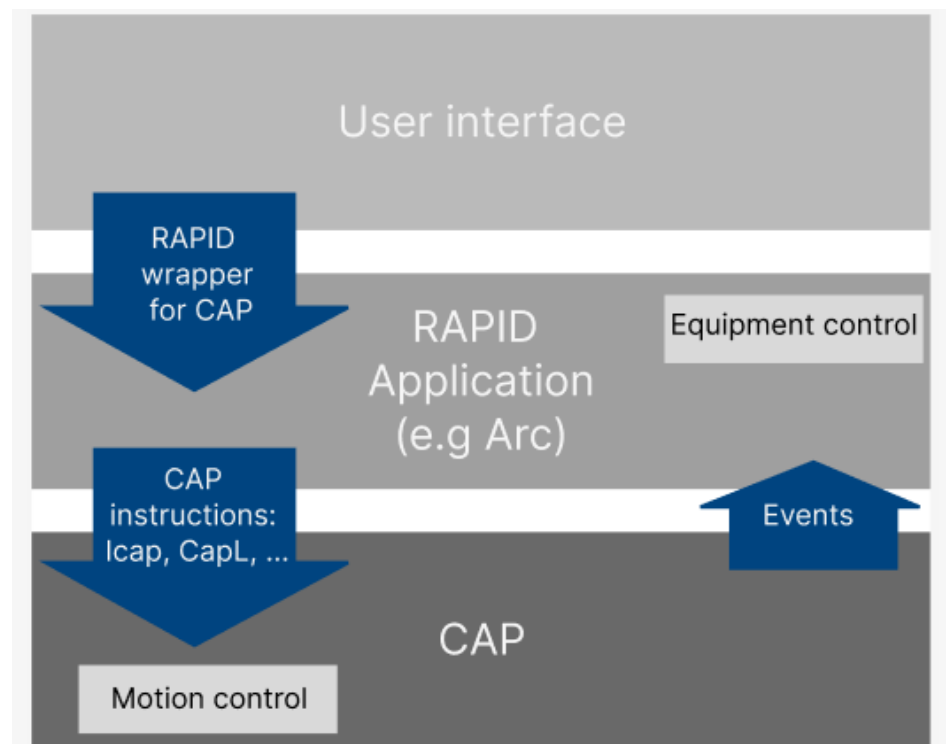 User interface
RAPID
wrapper
for CAP
RAPID
Application
(e.g Arc)
Equipment control
CAP
instructions:
Icap, CapL, ...
Events
CAP
Motion control